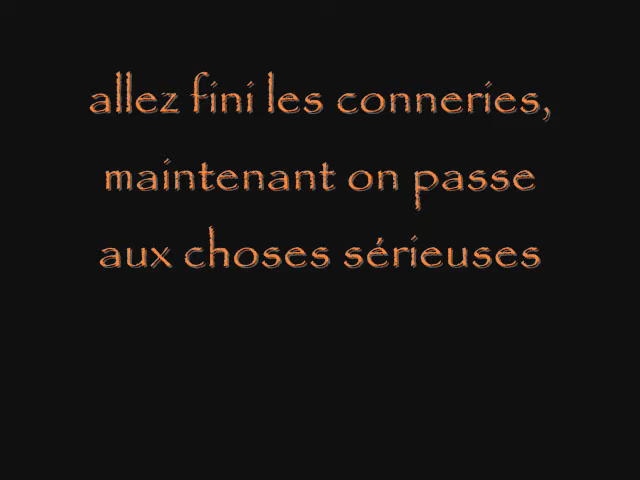 allez fini les conneries,
maintenant on passe
aux choses sérieuses